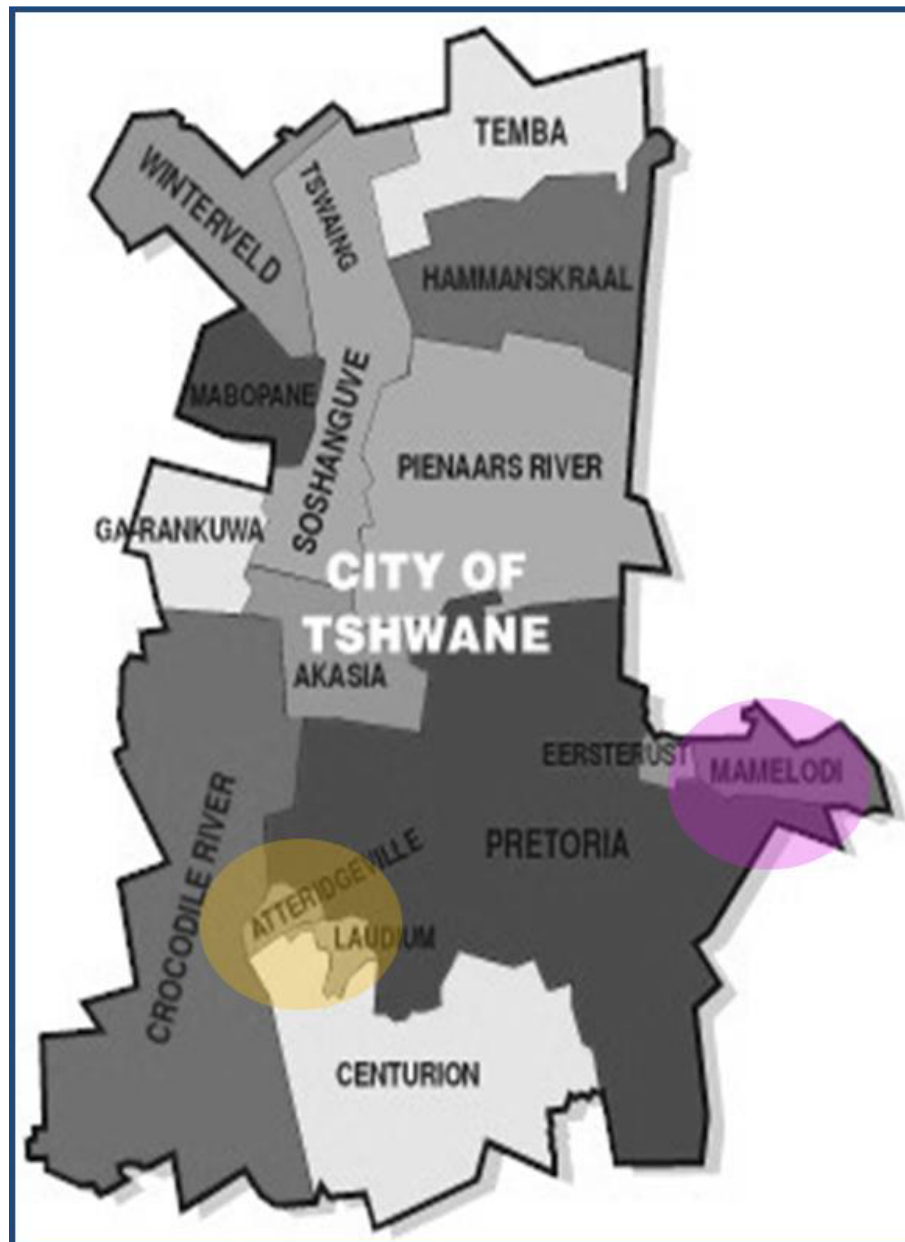 TEMBA
WINTERVELD
TSWAING
HAMMANSKRAAL
MABOPANE
SOSHANGUVE
PIENAARS RIVER
GA-RANKUWA
CITY OF
TSHWANE
AKASIA
EERSTERUST
MAMELODI
CROCODILE RIVER
ATTERIDGEVILLE
PRETORIA
LAUDIUM
CENTURION